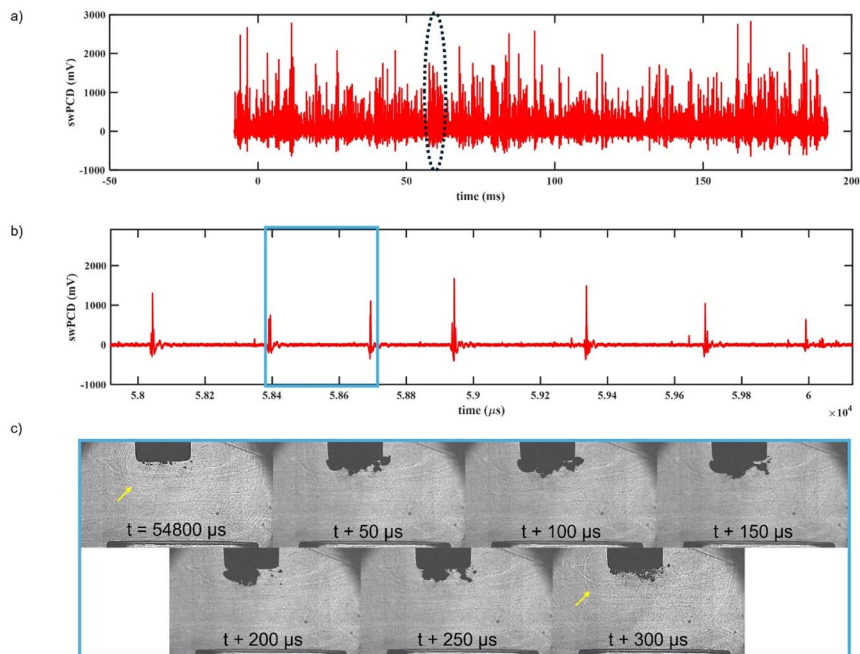 a)
3000
2000
1000
0
-1000
swPCD (mV)
-50
0
50
100
150
200
time (ms)
b)
2000
1000
0
-1000
swPCD (mV)
5.8
5.82
5.84
5.86
5.88
5.9
5.92
5.94
5.96
5.98
6
time (μs)
×10⁴
c)
t = 54800 μs
t + 50 μs
t + 100 μs
t + 150 μs
t + 200 μs
t + 250 μs
t + 300 μs